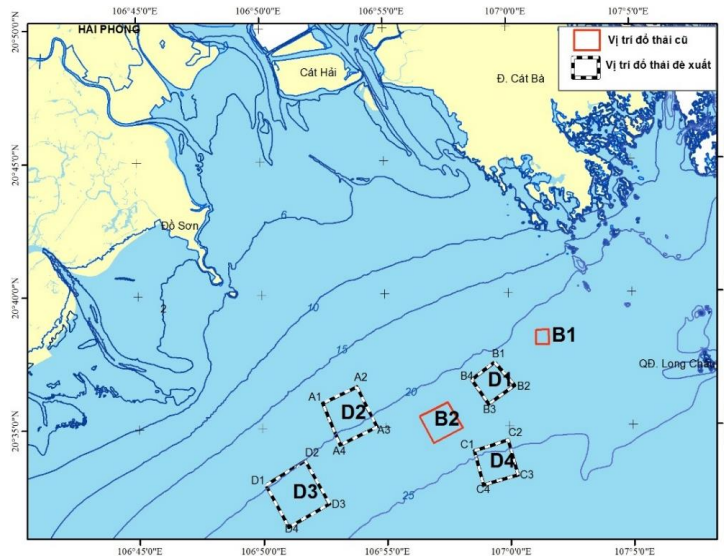 106°45'0"E
106°50'0"E
106°55'0"E
107°0'0"E
107°5'0"E
20°50'0"N
HẢI PHÒNG
Vị trí đổ thải cũ
Vị trí đổ thải đề xuất
Cát Hải
Đ. Cát Bà
20°45'0"N
Đồ Sơn
6
2
20°40'0"N
10
15
B1
QĐ. Long Châu
20
B1
B4
D1
B2
B3
A1
A2
D2
A3
A4
B2
20°35'0"N
C1
C2
D4
C3
C4
D1
D2
D3
D3
D4
25
106°45'0"E
106°50'0"E
106°55'0"E
107°0'0"E
107°5'0"E